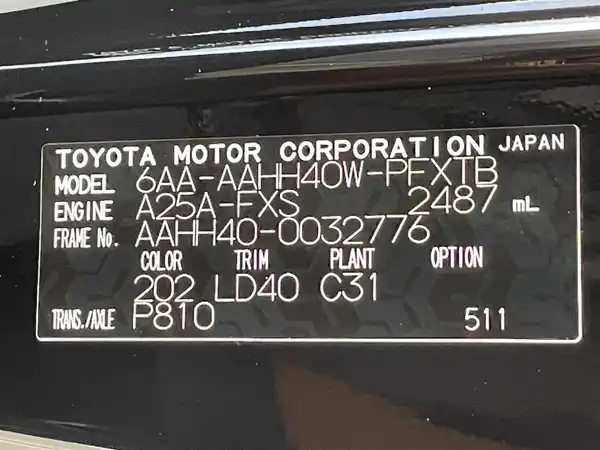 TOYOTA MOTOR CORPORATION JAPAN
MODEL 6AA-AAHH40W-PFXTB
ENGINE A25A-FXS 2487 mL
FRAME No. AAHH40-0032776
COLOR TRIM PLANT OPTION
202 LD40 C31
TRANS./AXLE P810 511